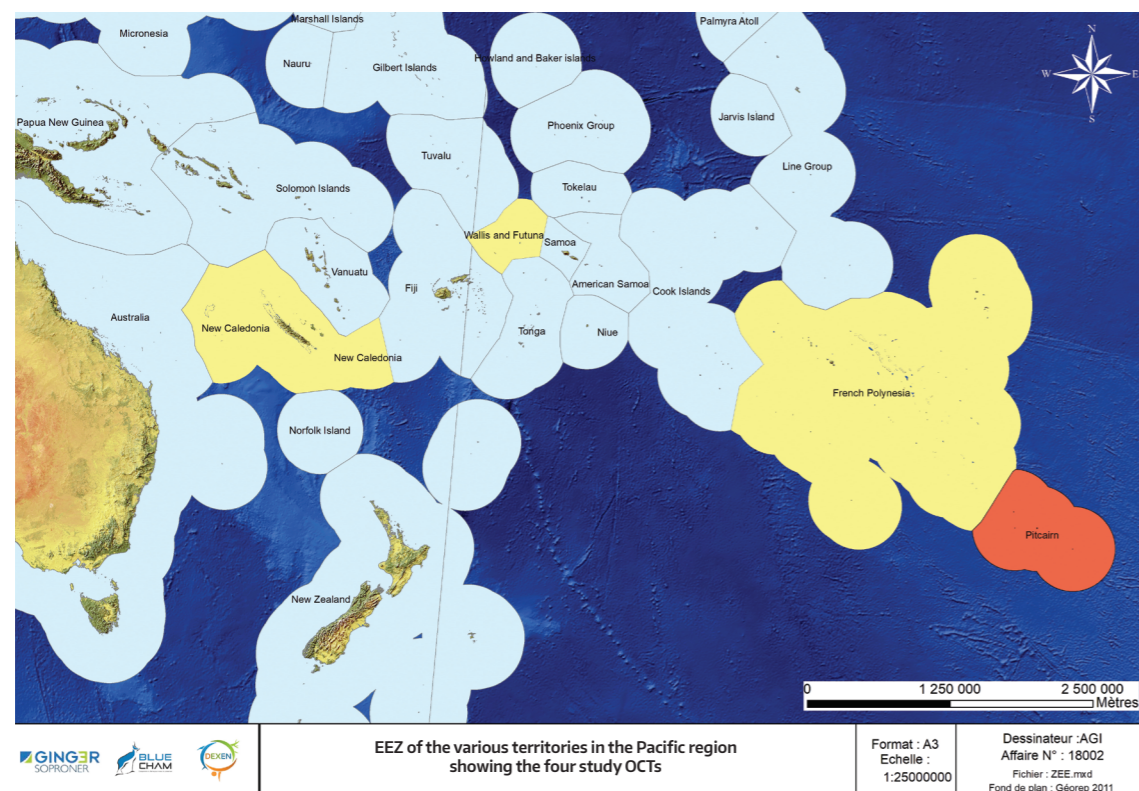 Marshall Islands
Palmyra Atoll
Micronesia
Nauru
Gilbert Islands
Howland and Baker islands
N
W
E
S
Papua New Guinea
Phoenix Group
Jarvis Island
Tuvalu
Line Group
Solomon Islands
Tokelau
Wallis and Futuna
Samoa
Vanuatu
Fiji
American Samoa
Cook Islands
Australia
New Caledonia
Tonga
Niue
New Caledonia
French Polynesia
Norfolk Island
Pitcairn
New Zealand
0 1 250 000 2 500 000
Mètres
GINGER
SOPRONER
BLUE
CHAM
DEXEN
EEZ of the various territories in the Pacific region
showing the four study OCTs
Format : A3
Echelle :
1:25000000
Dessinateur :AGI
Affaire N° : 18002
Fichier : ZEE.mxd
Fond de plan : Géorep 2011